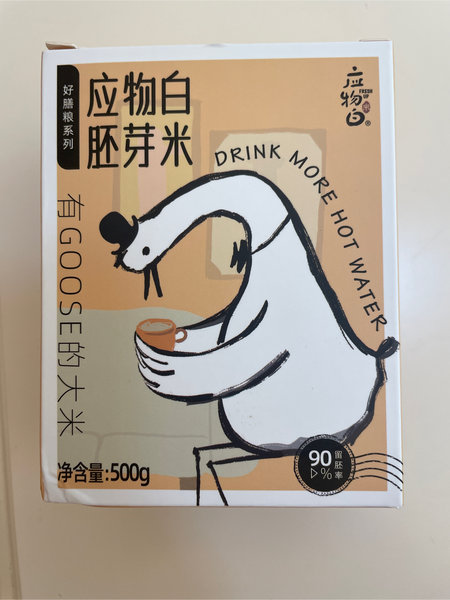 好膳粮系列
应物白
胚芽米
应物白
FRESH UP
米
®
DRINK MORE HOT WATER
有GOOSE的大米
净含量:500g
90
%
留胚率